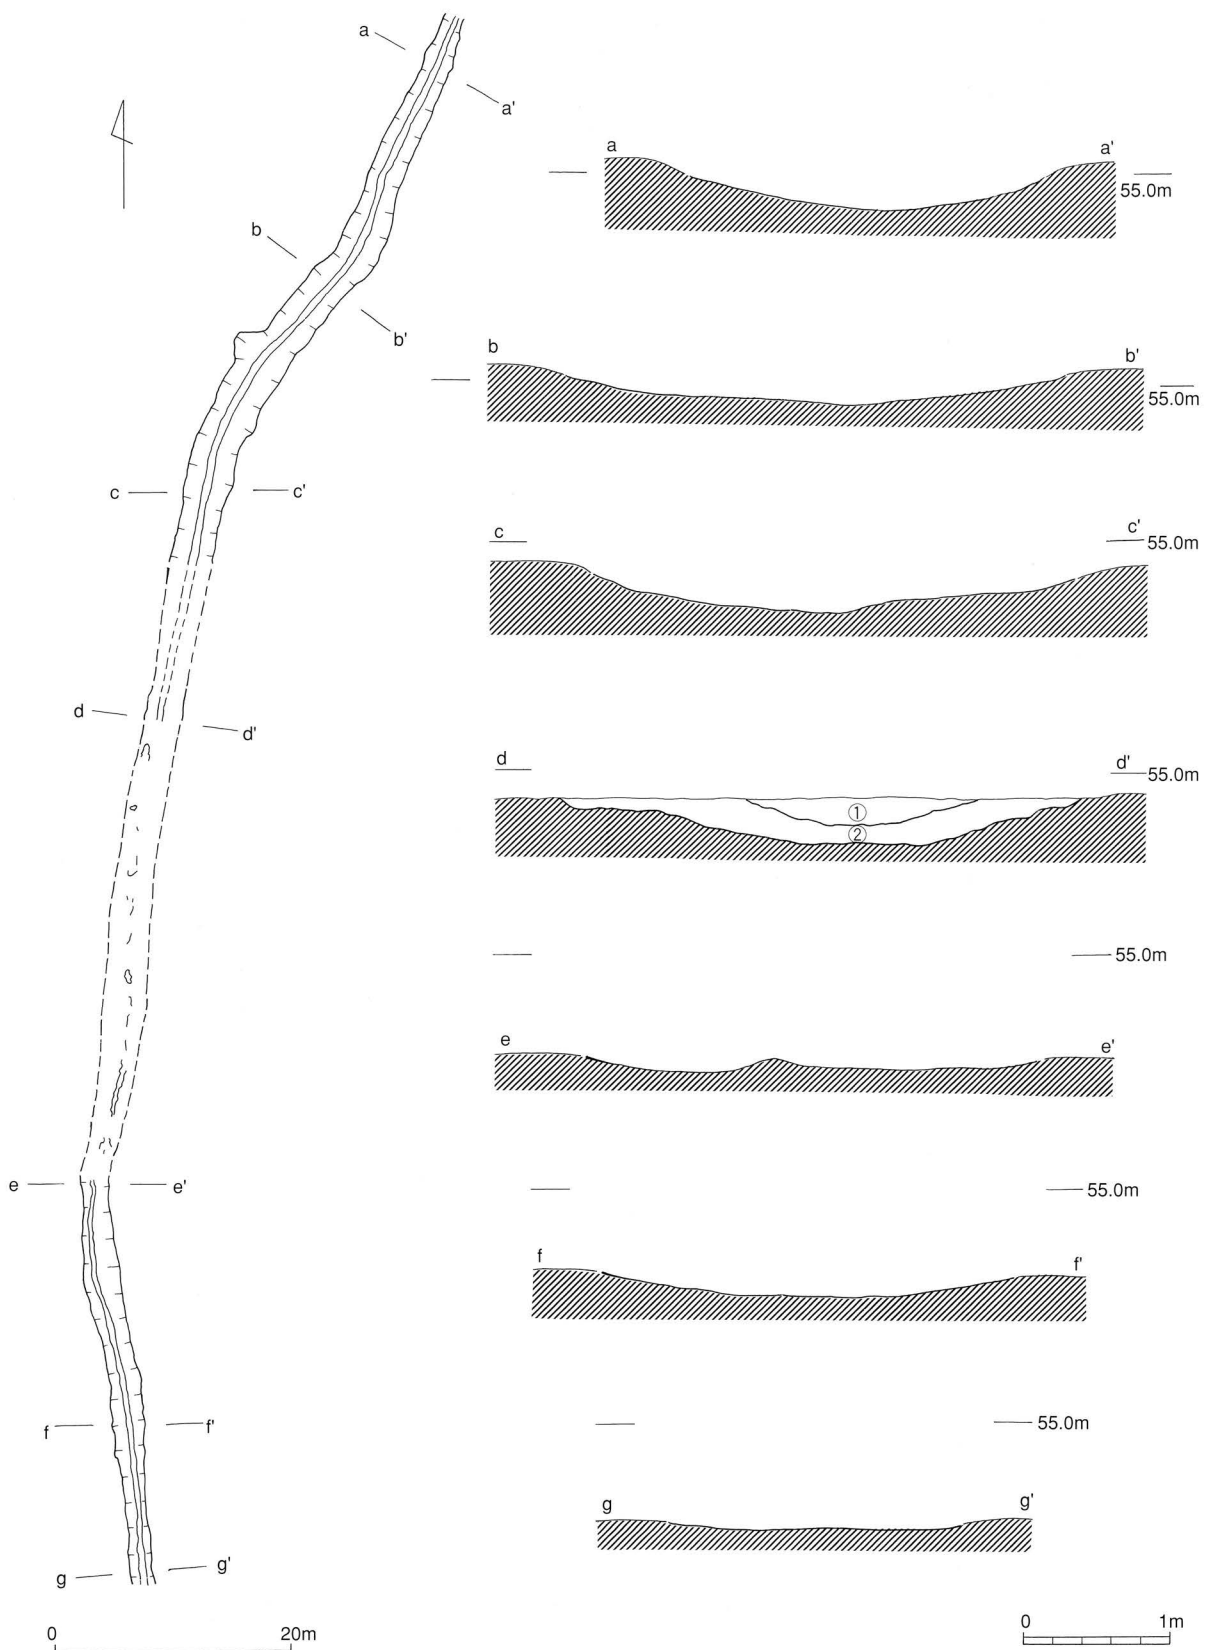 a
a'
b
b'
c
c'
d
d'
e
e'
f
f'
g
g'
0 20m
a a'
55.0m
b b'
55.0m
c c'
55.0m
d d'
55.0m
①
②
55.0m
e e'
55.0m
f f'
55.0m
g g'
0 1m